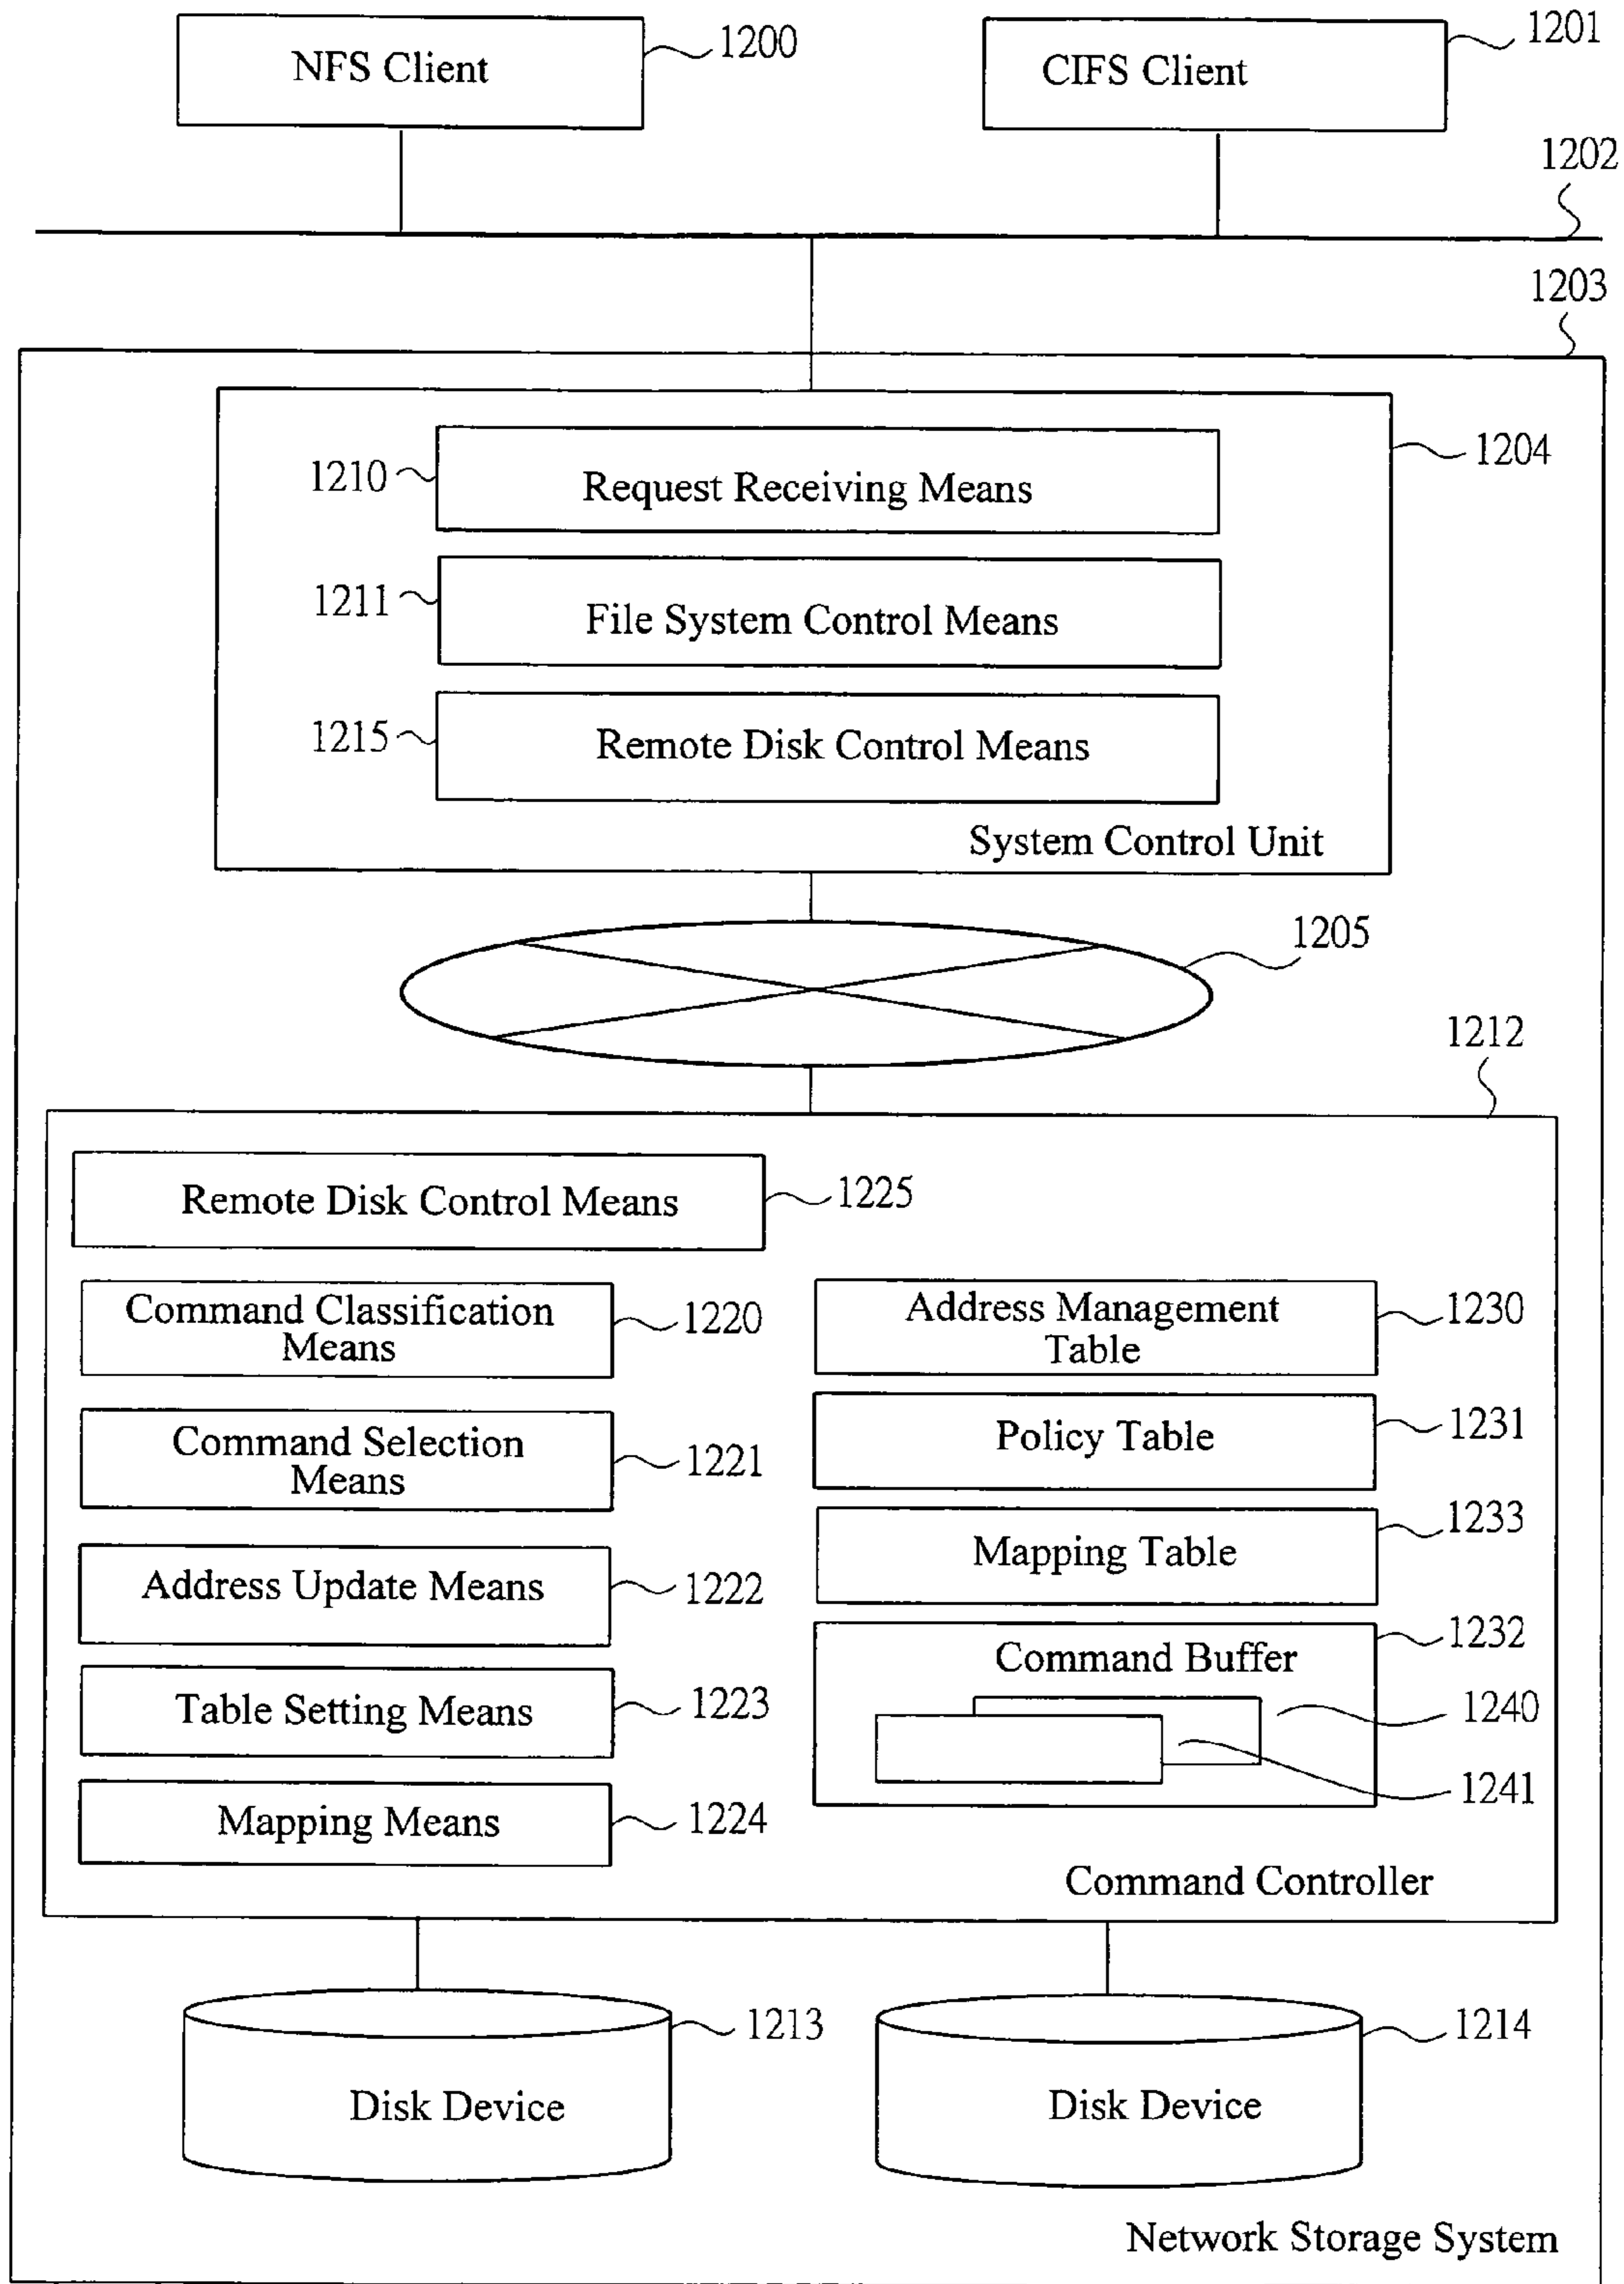 NFS Client
1200
CIFS Client
1201
1202
1203
1204
1210
Request Receiving Means
1211
File System Control Means
1215
Remote Disk Control Means
System Control Unit
1205
1212
Remote Disk Control Means
1225
Command Classification
Means
1220
Address Management
Table
1230
Command Selection
Means
1221
Policy Table
1231
Mapping Table
1233
Address Update Means
1222
Command Buffer
1232
1240
1241
Table Setting Means
1223
Mapping Means
1224
Command Controller
Disk Device
1213
Disk Device
1214
Network Storage System